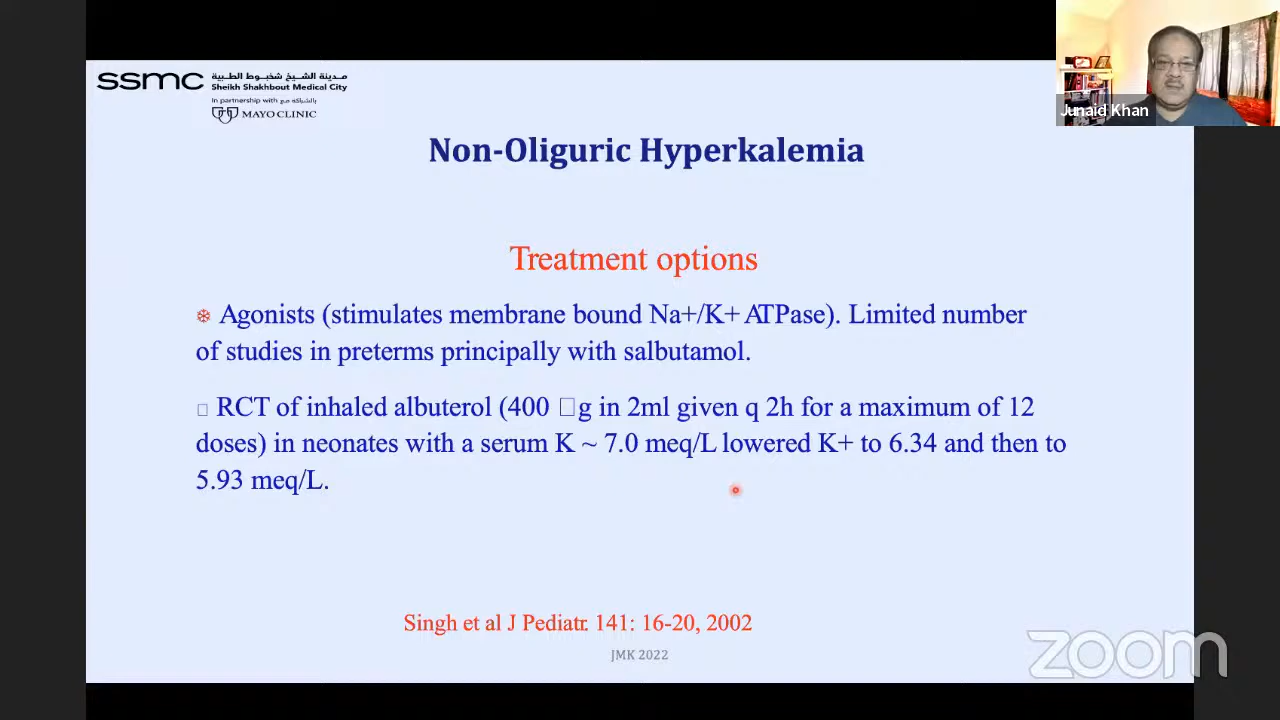 ssmc
مدينة الشيخ شخبوط الطبية
Sheikh Shakhbout Medical City
In partnership with بالشراكة مع
MAYO CLINIC
Junaid Khan
Non-Oliguric Hyperkalemia
Treatment options
Agonists (stimulates membrane bound Na+/K+ ATPase). Limited number
of studies in preterms principally with salbutamol.
RCT of inhaled albuterol (400 □g in 2ml given q 2h for a maximum of 12
doses) in neonates with a serum K ~ 7.0 meq/L lowered K+ to 6.34 and then to
5.93 meq/L.
Singh et al J Pediatr. 141: 16-20, 2002
JMK 2022
zoom